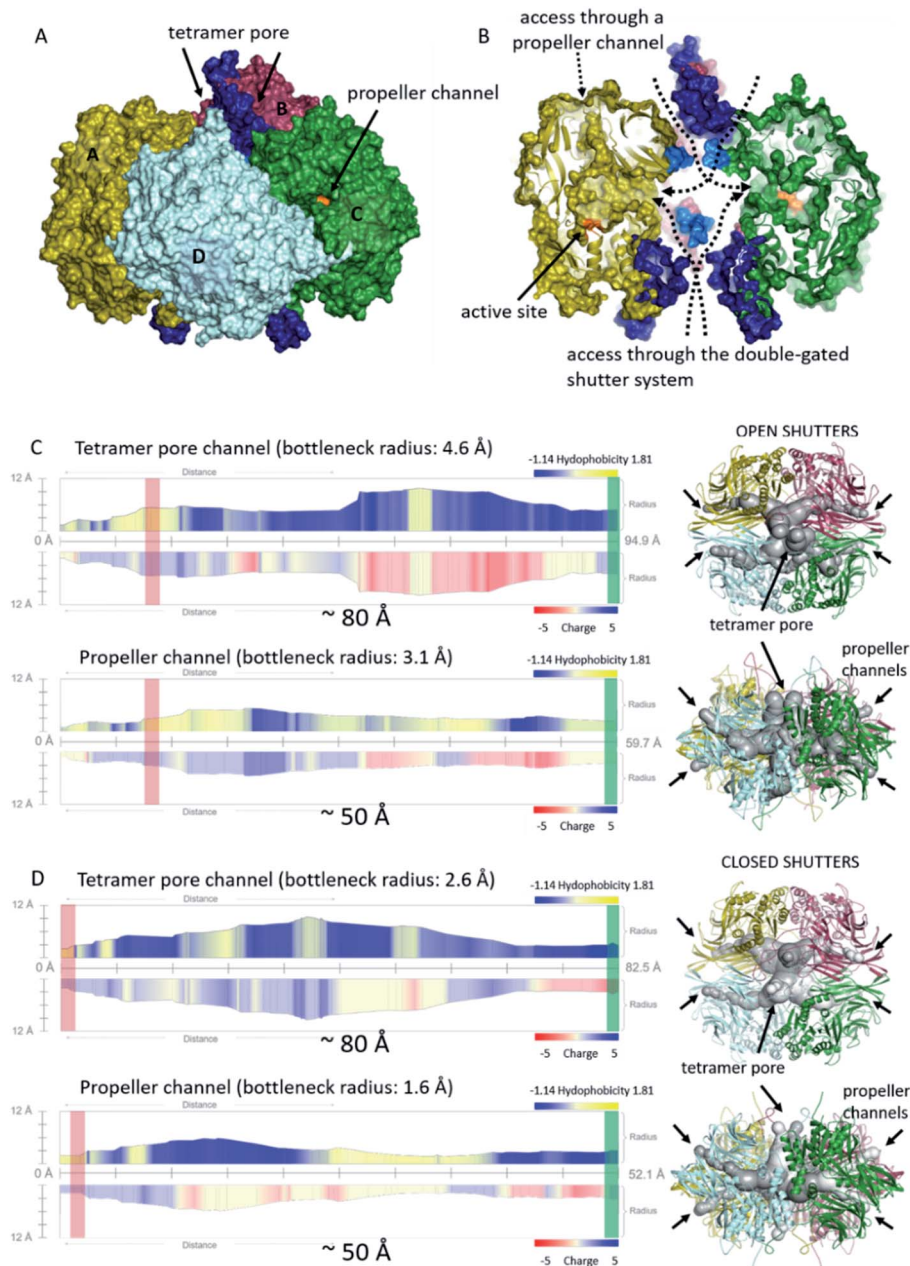 A
tetramer pore
propeller channel
A
B
C
D
B
access through a
propeller channel
active site
access through the double-gated
shutter system
C
Tetramer pore channel (bottleneck radius: 4.6 Å)
-1.14 Hydophobicity 1.81
Distance
12 Å
Radius
0 Å
94.9 Å
Radius
12 Å
Distance
~ 80 Å
-5 Charge 5
Propeller channel (bottleneck radius: 3.1 Å)
-1.14 Hydophobicity 1.81
Distance
12 Å
Radius
0 Å
59.7 Å
Radius
12 Å
Distance
~ 50 Å
-5 Charge 5
OPEN SHUTTERS
tetramer pore
propeller
channels
D
Tetramer pore channel (bottleneck radius: 2.6 Å)
-1.14 Hydophobicity 1.81
Distance
12 Å
Radius
0 Å
82.5 Å
Radius
12 Å
Distance
~ 80 Å
-5 Charge 5
Propeller channel (bottleneck radius: 1.6 Å)
-1.14 Hydophobicity 1.81
Distance
12 Å
Radius
0 Å
52.1 Å
Radius
12 Å
Distance
~ 50 Å
-5 Charge 5
CLOSED SHUTTERS
tetramer pore
propeller
channels